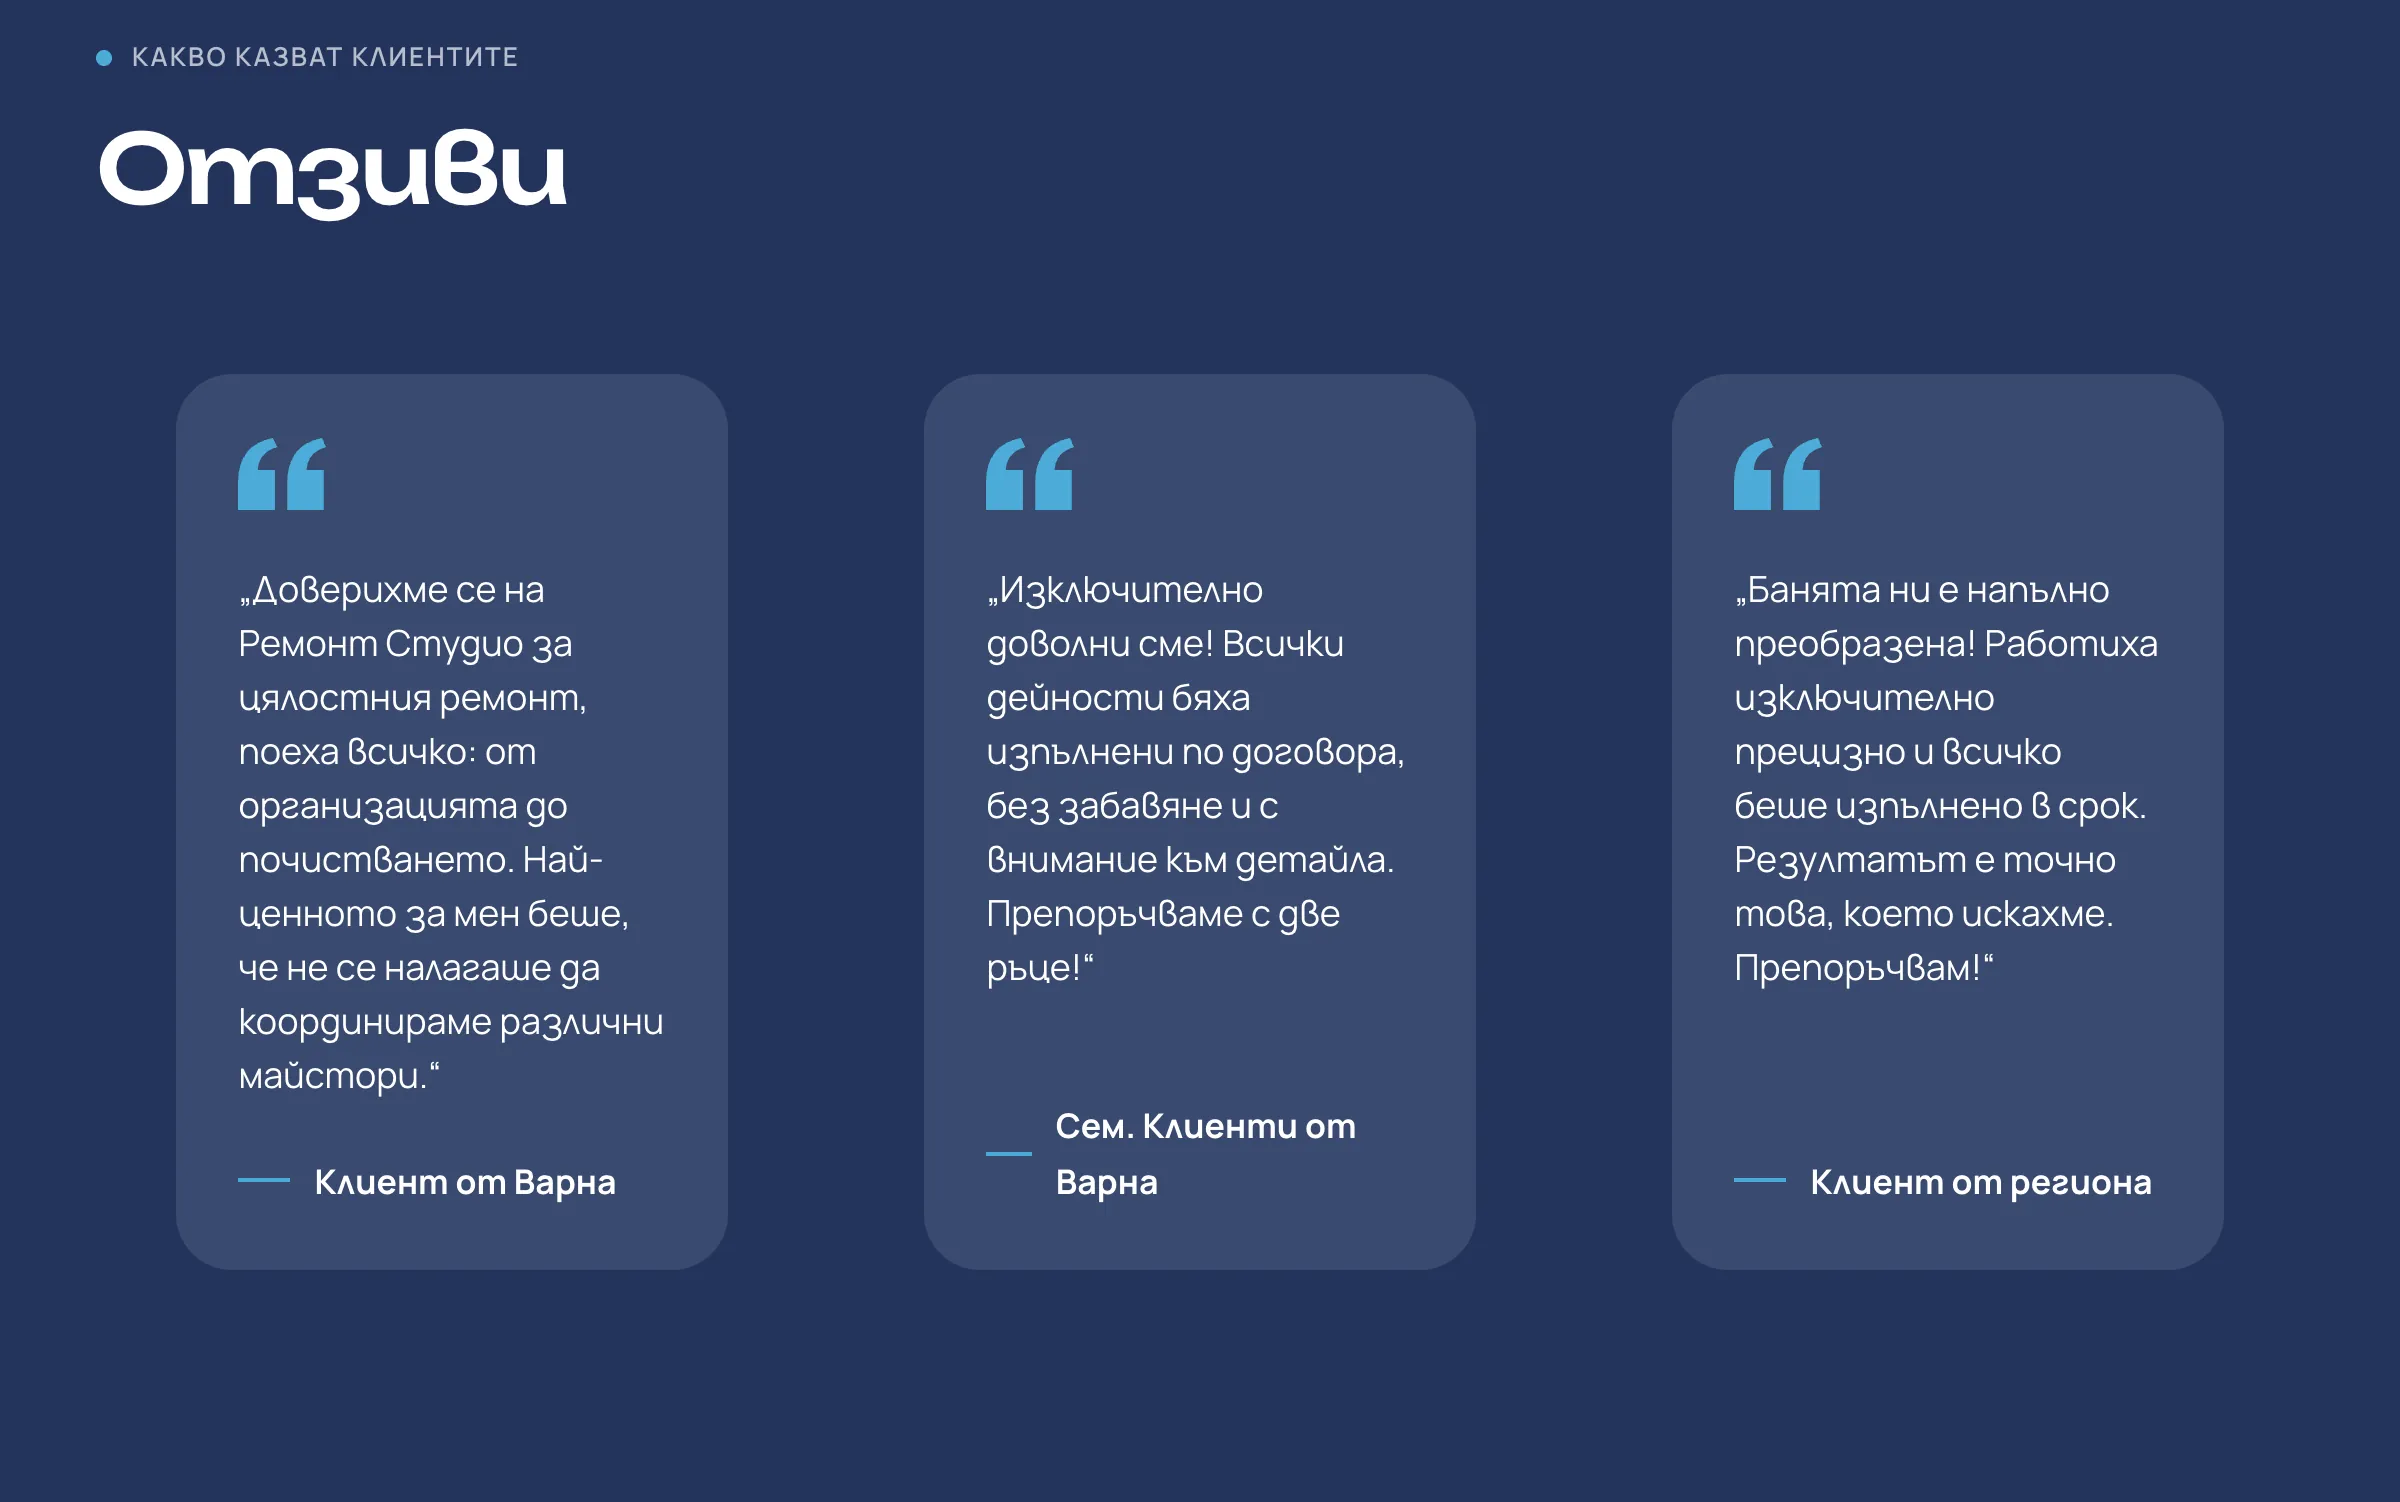 КАКВО КАЗВАТ КЛИЕНТИТЕ
Отзиви
„Доверихме се на
Ремонт Студио за
цялостния ремонт,
поеха всичко: от
организацията до
почистването. Най-
ценното за мен беше,
че не се налагаше да
координираме различни
майстори.“
Клиент от Варна
„Изключително
доволни сме! Всички
дейности бяха
изпълнени по договора,
без забавяне и с
внимание към детайла.
Препоръчваме с две
ръце!“
Сем. Клиенти от
Варна
„Банята ни е напълно
преобразена! Работиха
изключително
прецизно и всичко
беше изпълнено в срок.
Резултатът е точно
това, което искахме.
Препоръчвам!“
Клиент от региона